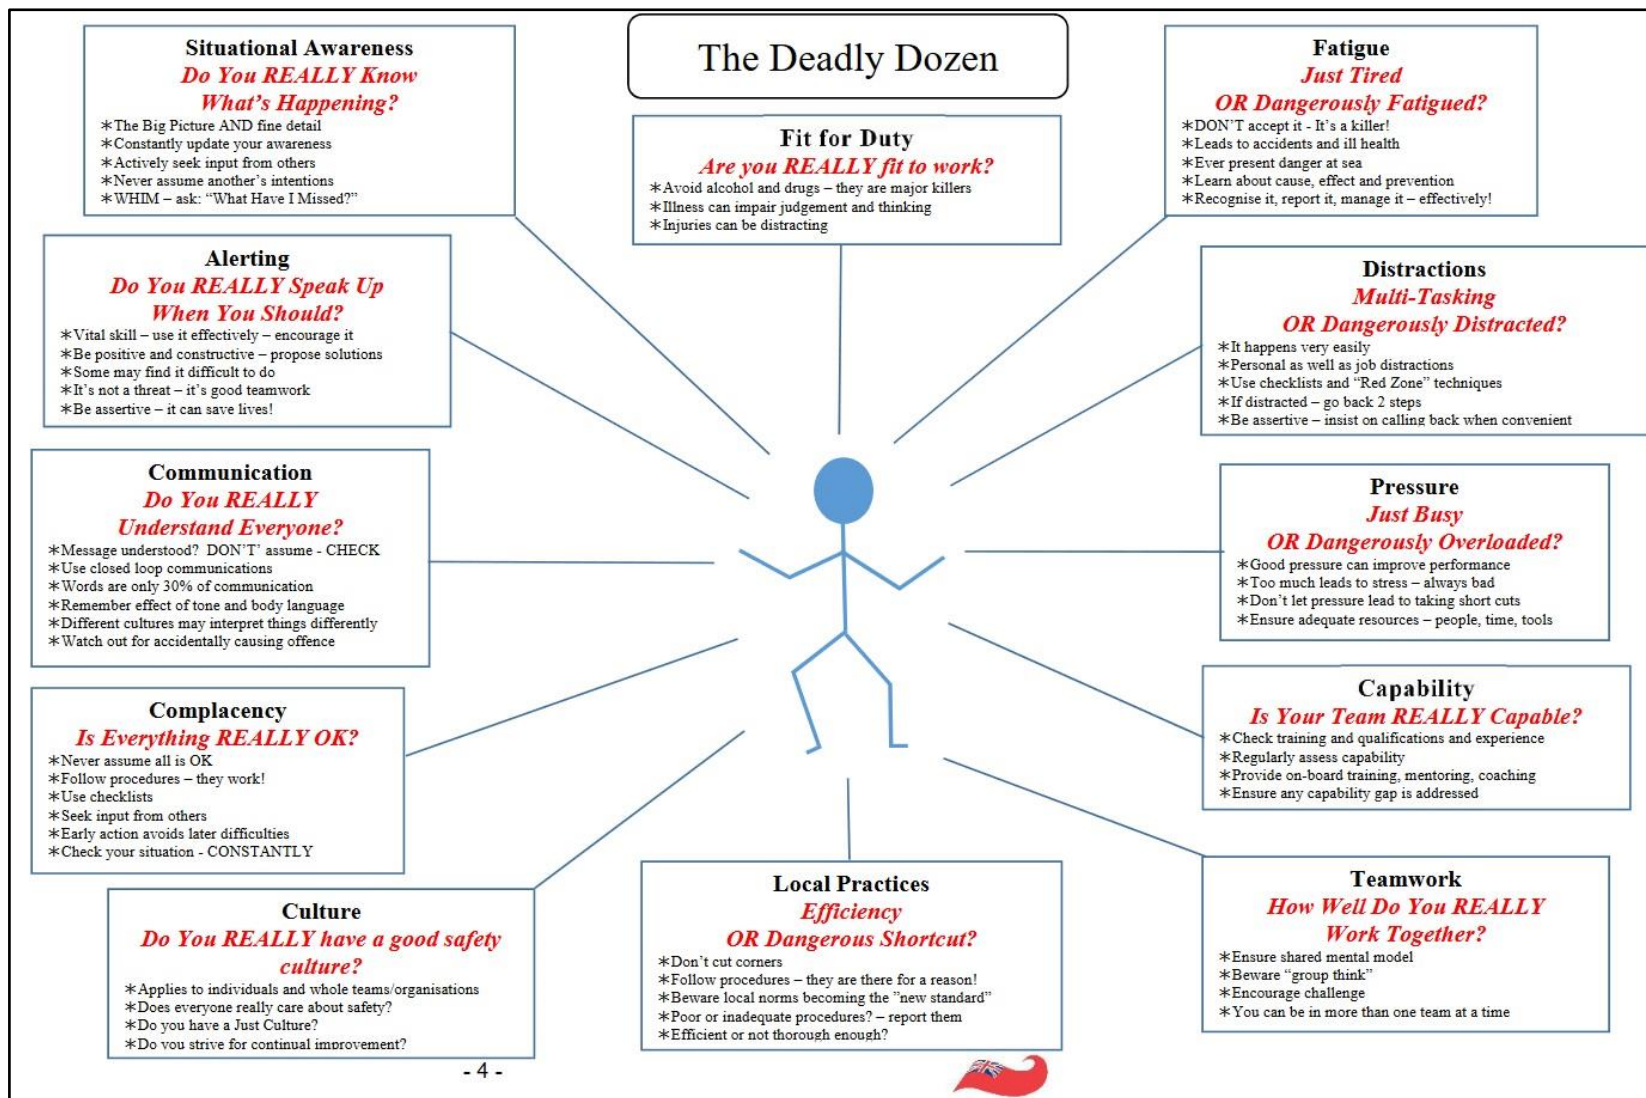 The Deadly Dozen
Situational Awareness
Do You REALLY Know
What's Happening?
*The Big Picture AND fine detail
*Constantly update your awareness
*Actively seek input from others
*Never assume another's intentions
*WHIM – ask: "What Have I Missed?"
Fit for Duty
Are you REALLY fit to work?
*Avoid alcohol and drugs – they are major killers
*Illness can impair judgement and thinking
*Injuries can be distracting
Fatigue
Just Tired
OR Dangerously Fatigued?
*DON'T accept it - It's a killer!
*Leads to accidents and ill health
*Ever present danger at sea
*Learn about cause, effect and prevention
*Recognise it, report it, manage it – effectively!
Alerting
Do You REALLY Speak Up
When You Should?
*Vital skill – use it effectively – encourage it
*Be positive and constructive – propose solutions
*Some may find it difficult to do
*It's not a threat – it's good teamwork
*Be assertive – it can save lives!
Distractions
Multi-Tasking
OR Dangerously Distracted?
*It happens very easily
*Personal as well as job distractions
*Use checklists and "Red Zone" techniques
*If distracted – go back 2 steps
*Be assertive – insist on calling back when convenient
Communication
Do You REALLY
Understand Everyone?
*Message understood? DON'T' assume - CHECK
*Use closed loop communications
*Words are only 30% of communication
*Remember effect of tone and body language
*Different cultures may interpret things differently
*Watch out for accidentally causing offence
Pressure
Just Busy
OR Dangerously Overloaded?
*Good pressure can improve performance
*Too much leads to stress – always bad
*Don't let pressure lead to taking short cuts
*Ensure adequate resources – people, time, tools
Complacency
Is Everything REALLY OK?
*Never assume all is OK
*Follow procedures – they work!
*Use checklists
*Seek input from others
*Early action avoids later difficulties
*Check your situation - CONSTANTLY
Capability
Is Your Team REALLY Capable?
*Check training and qualifications and experience
*Regularly assess capability
*Provide on-board training, mentoring, coaching
*Ensure any capability gap is addressed
Culture
Do You REALLY have a good safety
culture?
*Applies to individuals and whole teams/organisations
*Does everyone really care about safety?
*Do you have a Just Culture?
*Do you strive for continual improvement?
Local Practices
Efficiency
OR Dangerous Shortcut?
*Don't cut corners
*Follow procedures – they are there for a reason!
*Beware local norms becoming the "new standard"
*Poor or inadequate procedures? – report them
*Efficient or not thorough enough?
Teamwork
How Well Do You REALLY
Work Together?
*Ensure shared mental model
*Beware "group think"
*Encourage challenge
*You can be in more than one team at a time
- 4 -